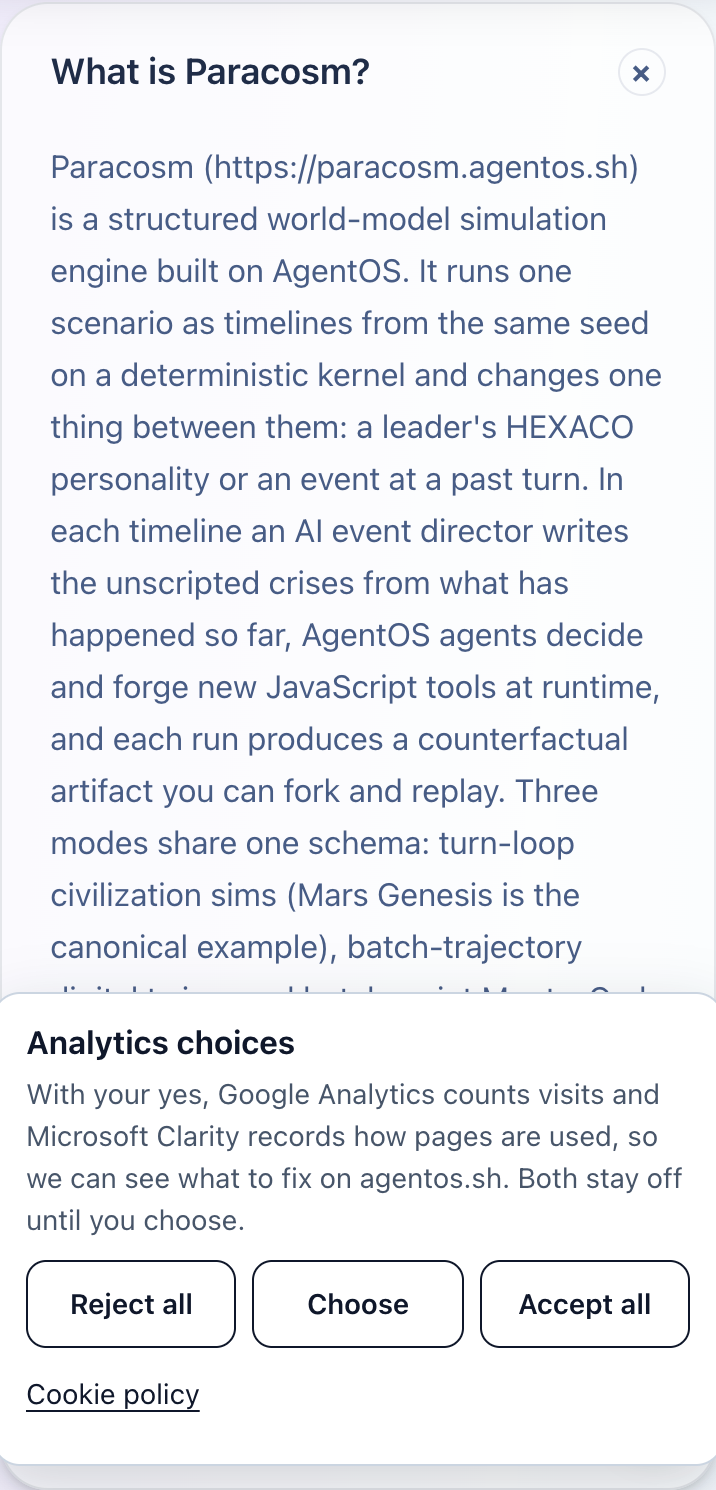 What is Paracosm?
Paracosm (https://paracosm.agentos.sh)
is a structured world-model simulation
engine built on AgentOS. It runs one
scenario as timelines from the same seed
on a deterministic kernel and changes one
thing between them: a leader's HEXACO
personality or an event at a past turn. In
each timeline an AI event director writes
the unscripted crises from what has
happened so far, AgentOS agents decide
and forge new JavaScript tools at runtime,
and each run produces a counterfactual
artifact you can fork and replay. Three
modes share one schema: turn-loop
civilization sims (Mars Genesis is the
canonical example), batch-trajectory
Analytics choices
With your yes, Google Analytics counts visits and
Microsoft Clarity records how pages are used, so
we can see what to fix on agentos.sh. Both stay off
until you choose.
Reject all
Choose
Accept all
Cookie policy